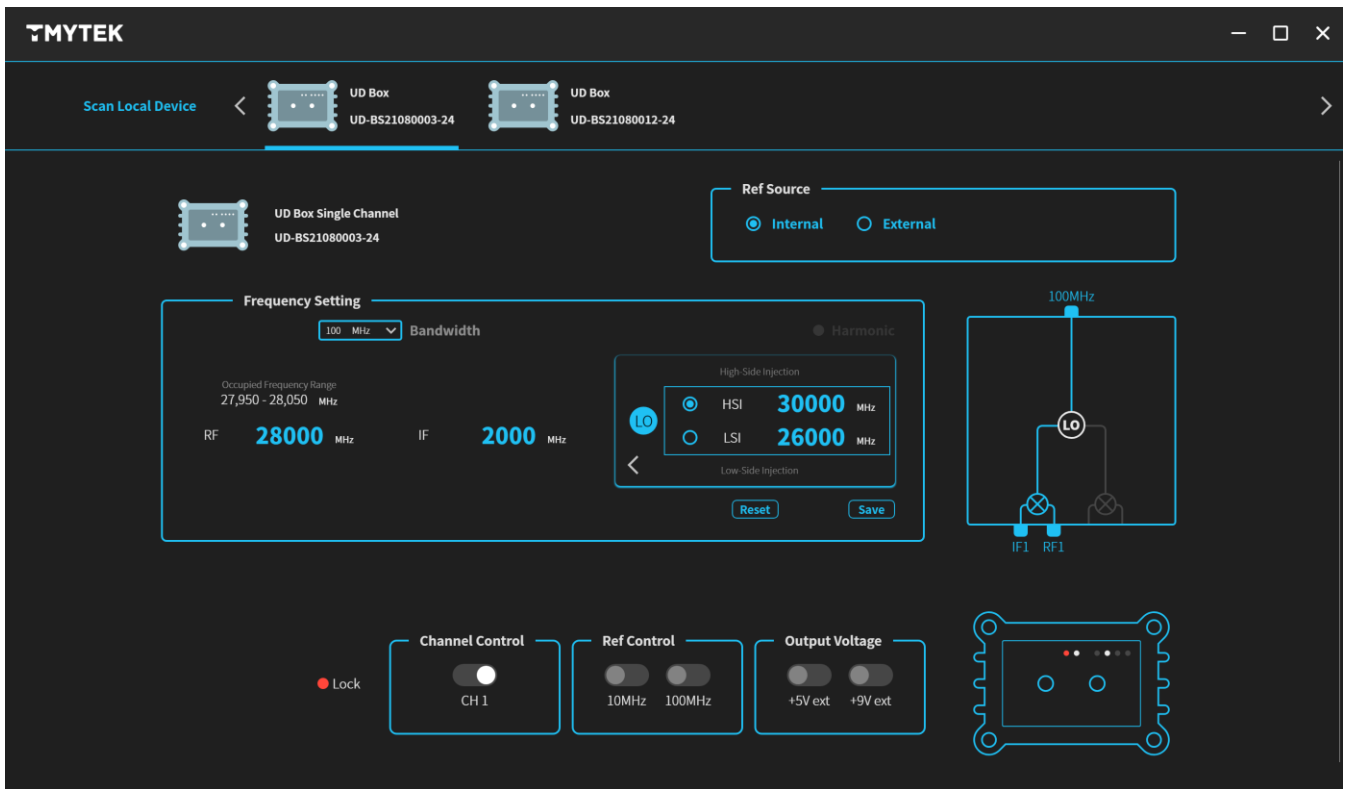 TMYTEK
Scan Local Device
UD Box
UD-BS21080003-24
UD Box
UD-BS21080012-24
UD Box Single Channel
UD-BS21080003-24
Ref Source
Internal External
Frequency Setting
100 MHz Bandwidth
Harmonic
Occupied Frequency Range
27,950 - 28,050 MHz
RF 28000 MHz IF 2000 MHz
High-Side Injection
LO
HSI 30000 MHz
LSI 26000 MHz
Low-Side Injection
Reset Save
100MHz
LO
IF1 RF1
Lock
Channel Control
CH 1
Ref Control
10MHz 100MHz
Output Voltage
+5V ext +9V ext